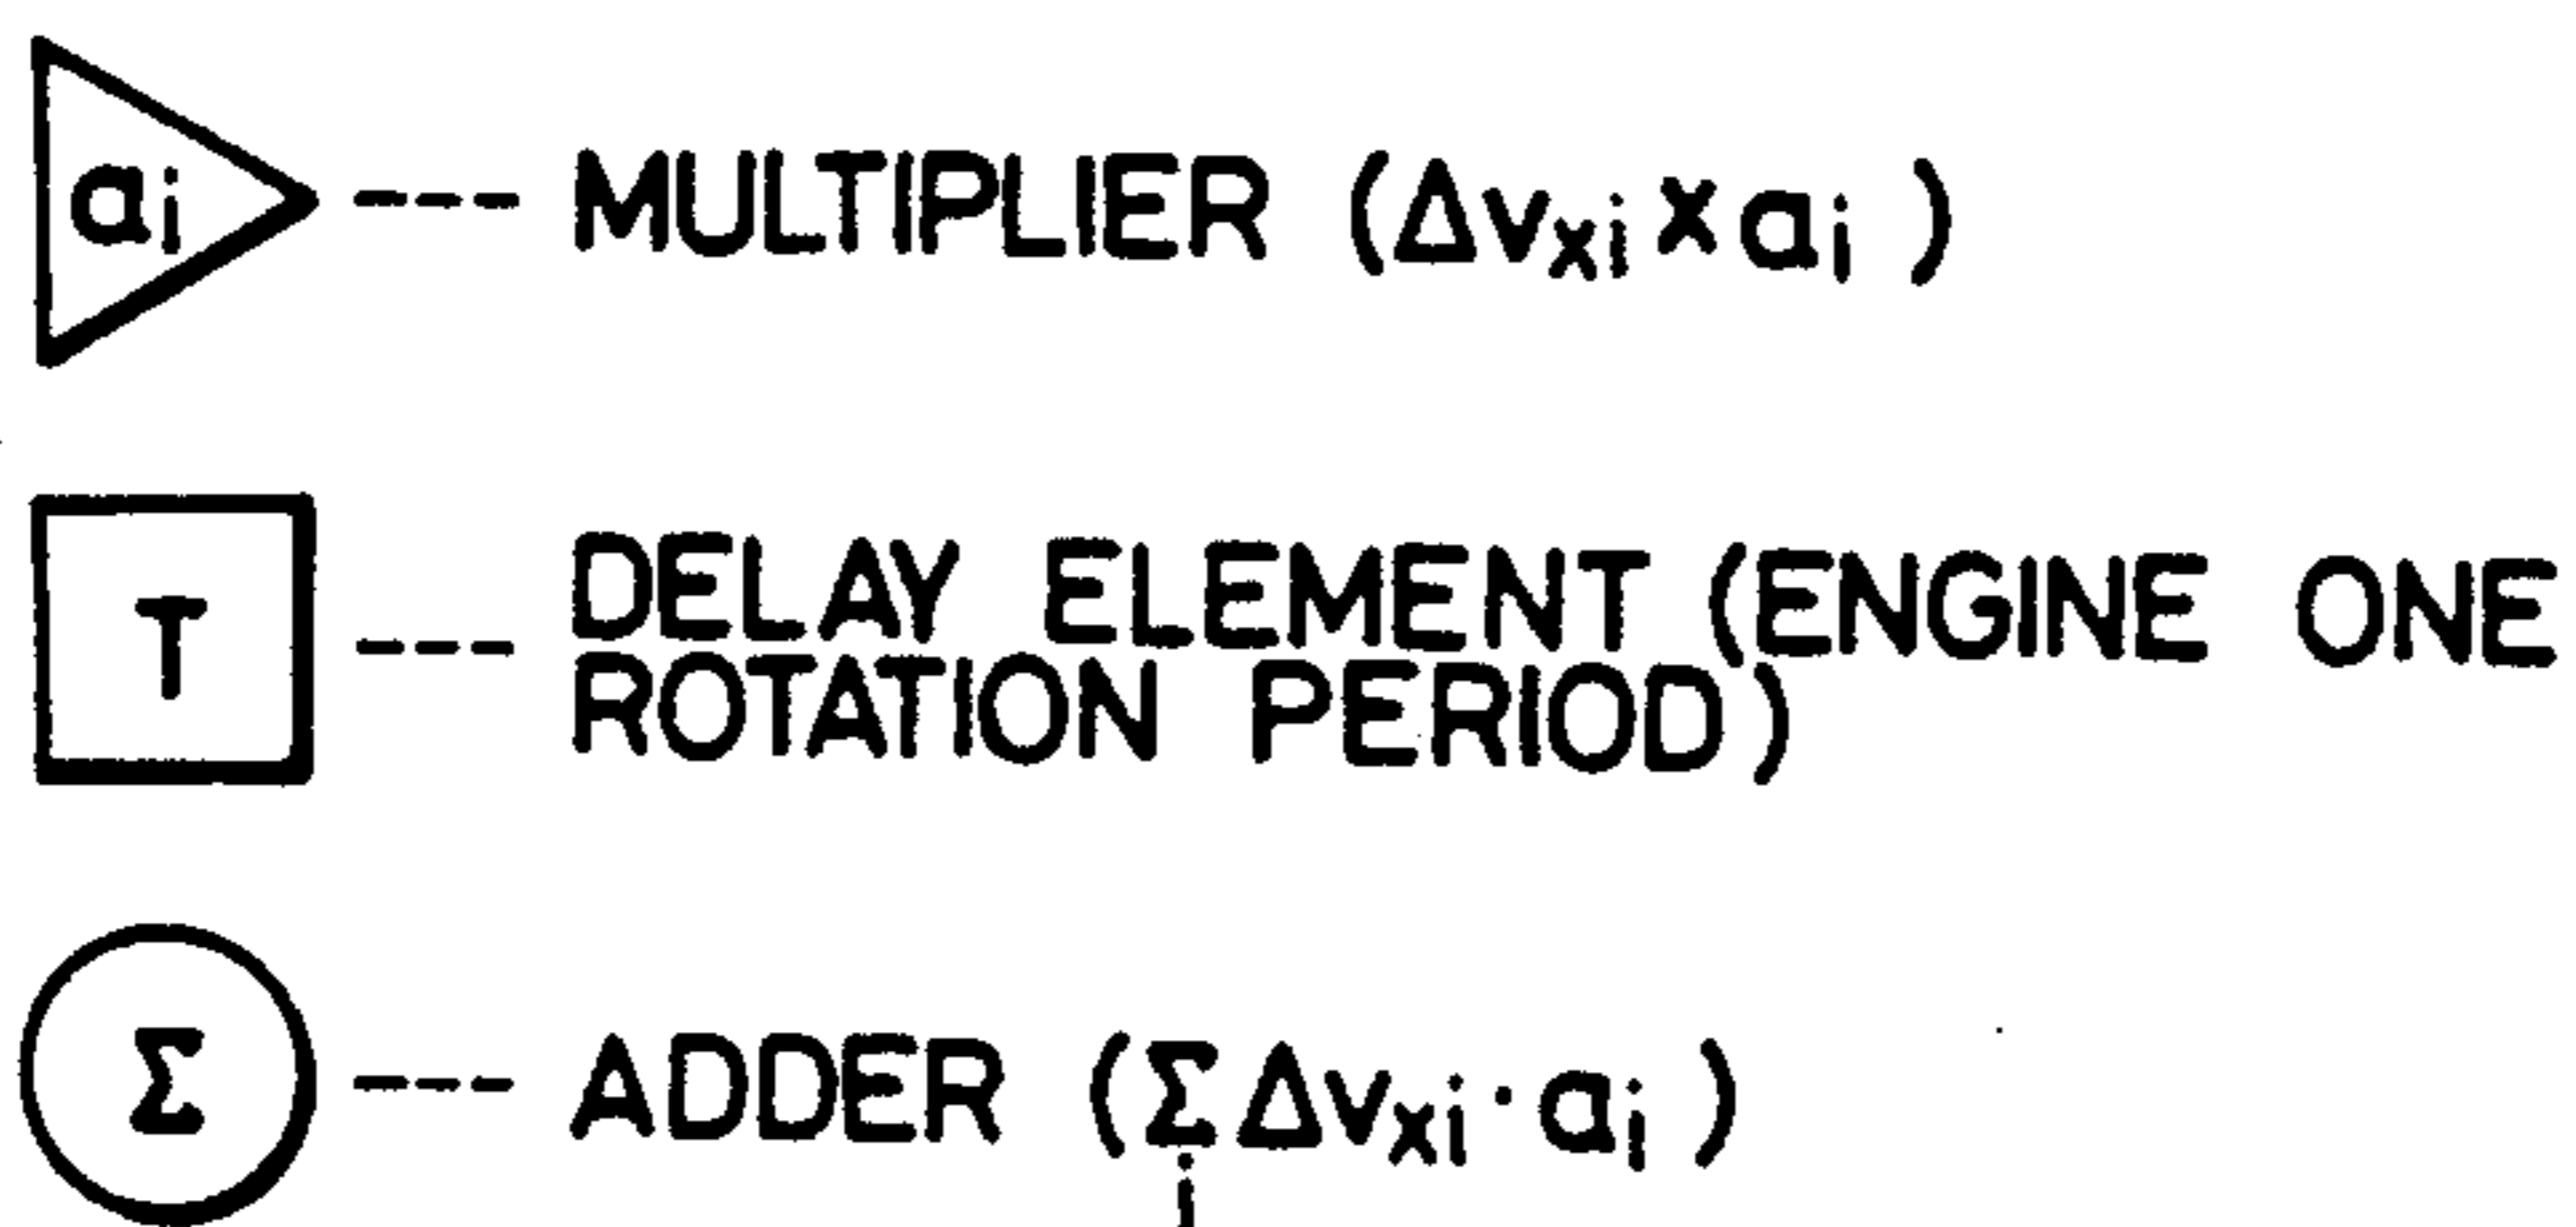 aᵢ --- MULTIPLIER (Δvₓᵢ × aᵢ )
T --- DELAY ELEMENT (ENGINE ONE
ROTATION PERIOD)
Σ --- ADDER (Σ Δvₓᵢ · aᵢ )
i